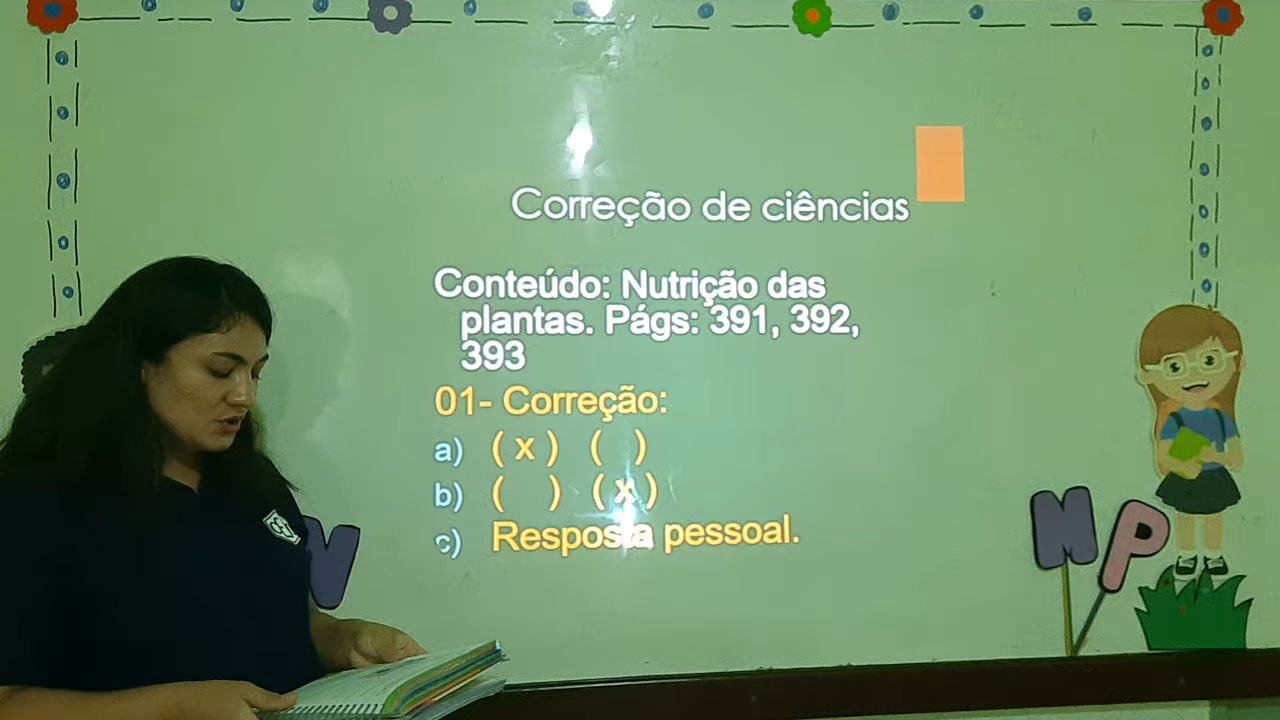 Correção de ciências
Conteúdo: Nutrição das
plantas. Págs: 391, 392,
393
01- Correção:
a) ( x ) ( )
b) ( ) ( x )
c) Resposta pessoal.
M P